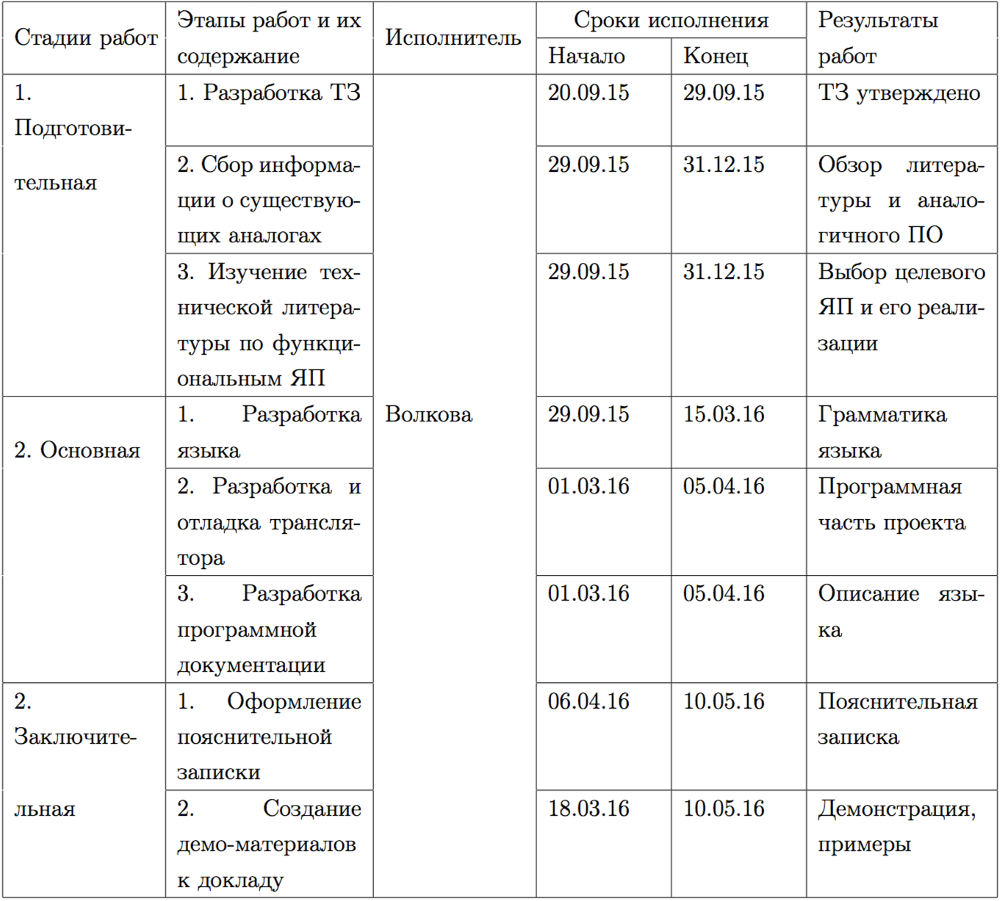 Стадии работ
Этапы работ и их
содержание
Исполнитель
Сроки исполнения
Начало
Конец
Результаты
работ
1.
Подготови-
тельная
1. Разработка ТЗ
20.09.15
29.09.15
ТЗ утверждено
2. Сбор информа-
ции о существую-
щих аналогах
29.09.15
31.12.15
Обзор литера-
туры и анало-
гичного ПО
3. Изучение тех-
нической литера-
туры по функци-
ональным ЯП
29.09.15
31.12.15
Выбор целевого
ЯП и его реали-
зации
2. Основная
1. Разработка
языка
Волкова
29.09.15
15.03.16
Грамматика
языка
2. Разработка и
отладка трансля-
тора
01.03.16
05.04.16
Программная
часть проекта
3. Разработка
программной
документации
01.03.16
05.04.16
Описание язы-
ка
2.
Заключите-
льная
1. Оформление
пояснительной
записки
06.04.16
10.05.16
Пояснительная
записка
2. Создание
демо-материалов
к докладу
18.03.16
10.05.16
Демонстрация,
примеры